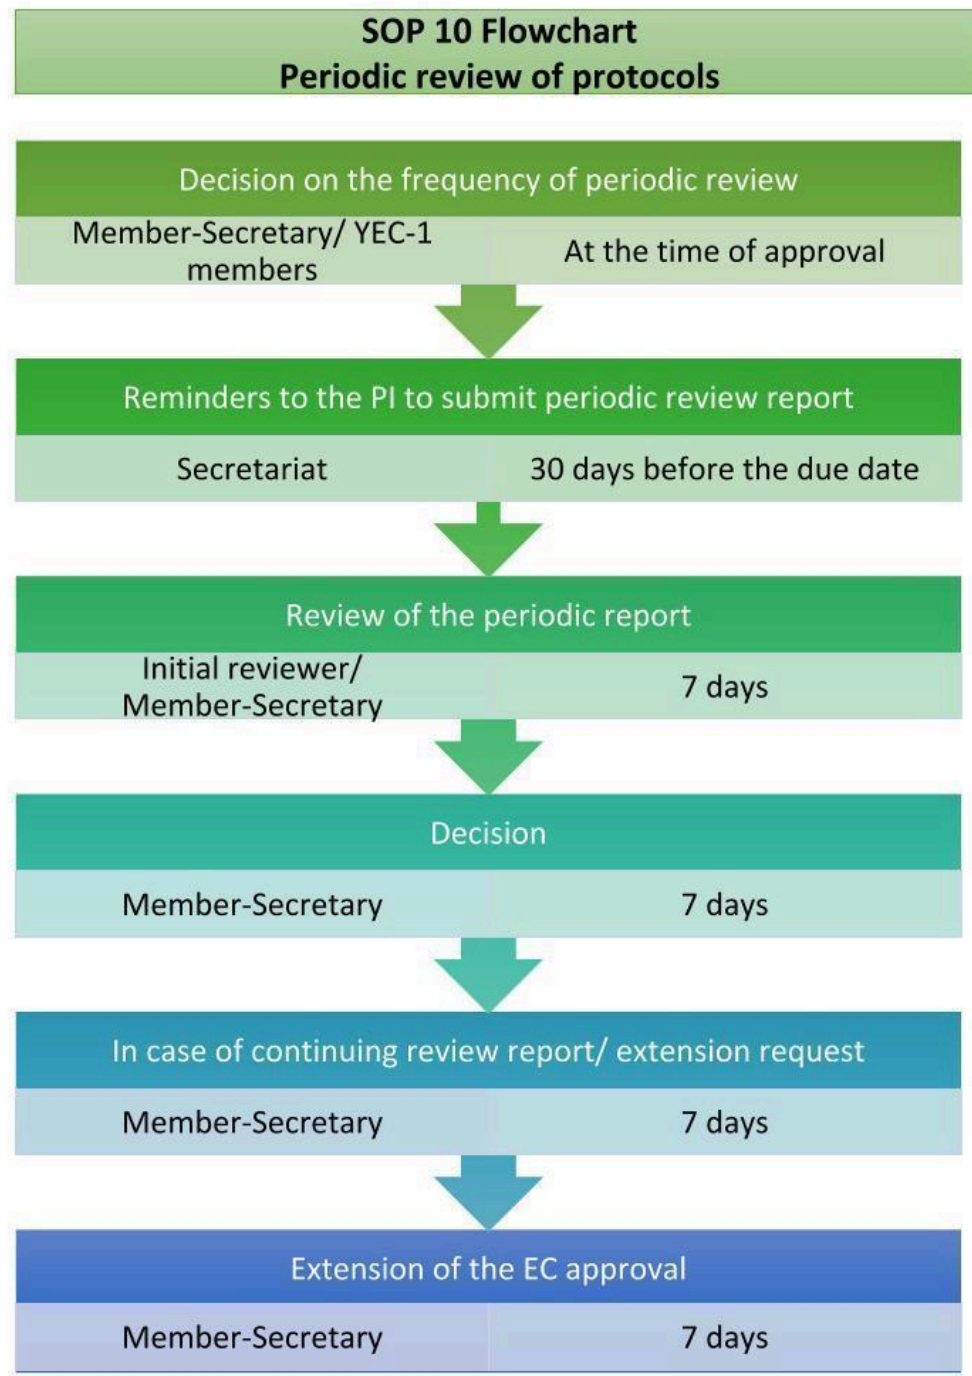 SOP 10 Flowchart
Periodic review of protocols
Decision on the frequency of periodic review
Member-Secretary/ YEC-1
members
At the time of approval
Reminders to the PI to submit periodic review report
Secretariat
30 days before the due date
Review of the periodic report
Initial reviewer/
Member-Secretary
7 days
Decision
Member-Secretary
7 days
In case of continuing review report/ extension request
Member-Secretary
7 days
Extension of the EC approval
Member-Secretary
7 days